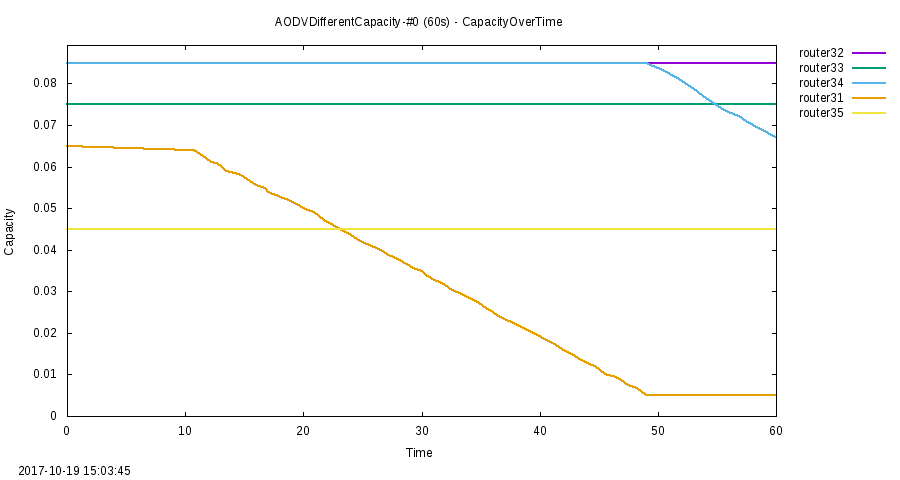 AODVDifferentCapacity-#0 (60s) - CapacityOverTime
router32
router33
router34
router31
router35
0.08
0.07
0.06
0.05
0.04
0.03
0.02
0.01
0
Capacity
0 10 20 30 40 50 60
Time
2017-10-19 15:03:45